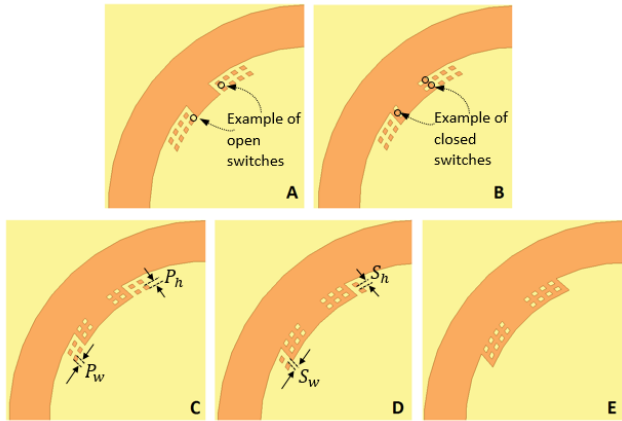 Example of
open
switches
A
Example of
closed
switches
B
P_h
P_w
C
S_h
S_w
D
E